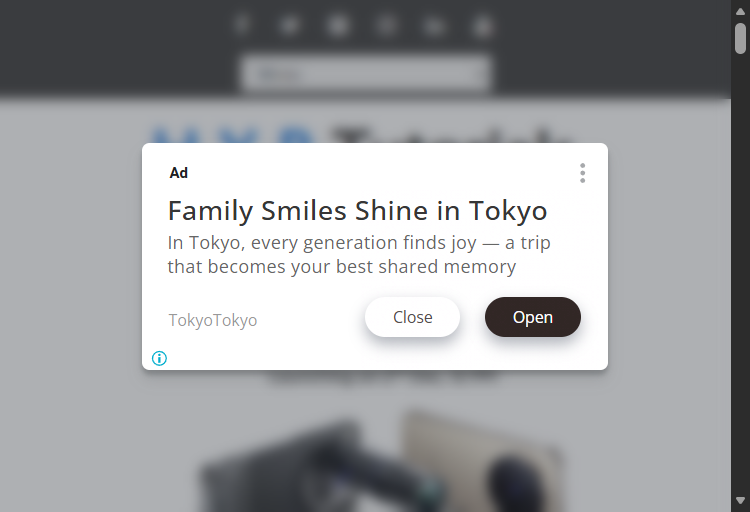 Ad
Family Smiles Shine in Tokyo
In Tokyo, every generation finds joy — a trip
that becomes your best shared memory
TokyoTokyo
Close
Open